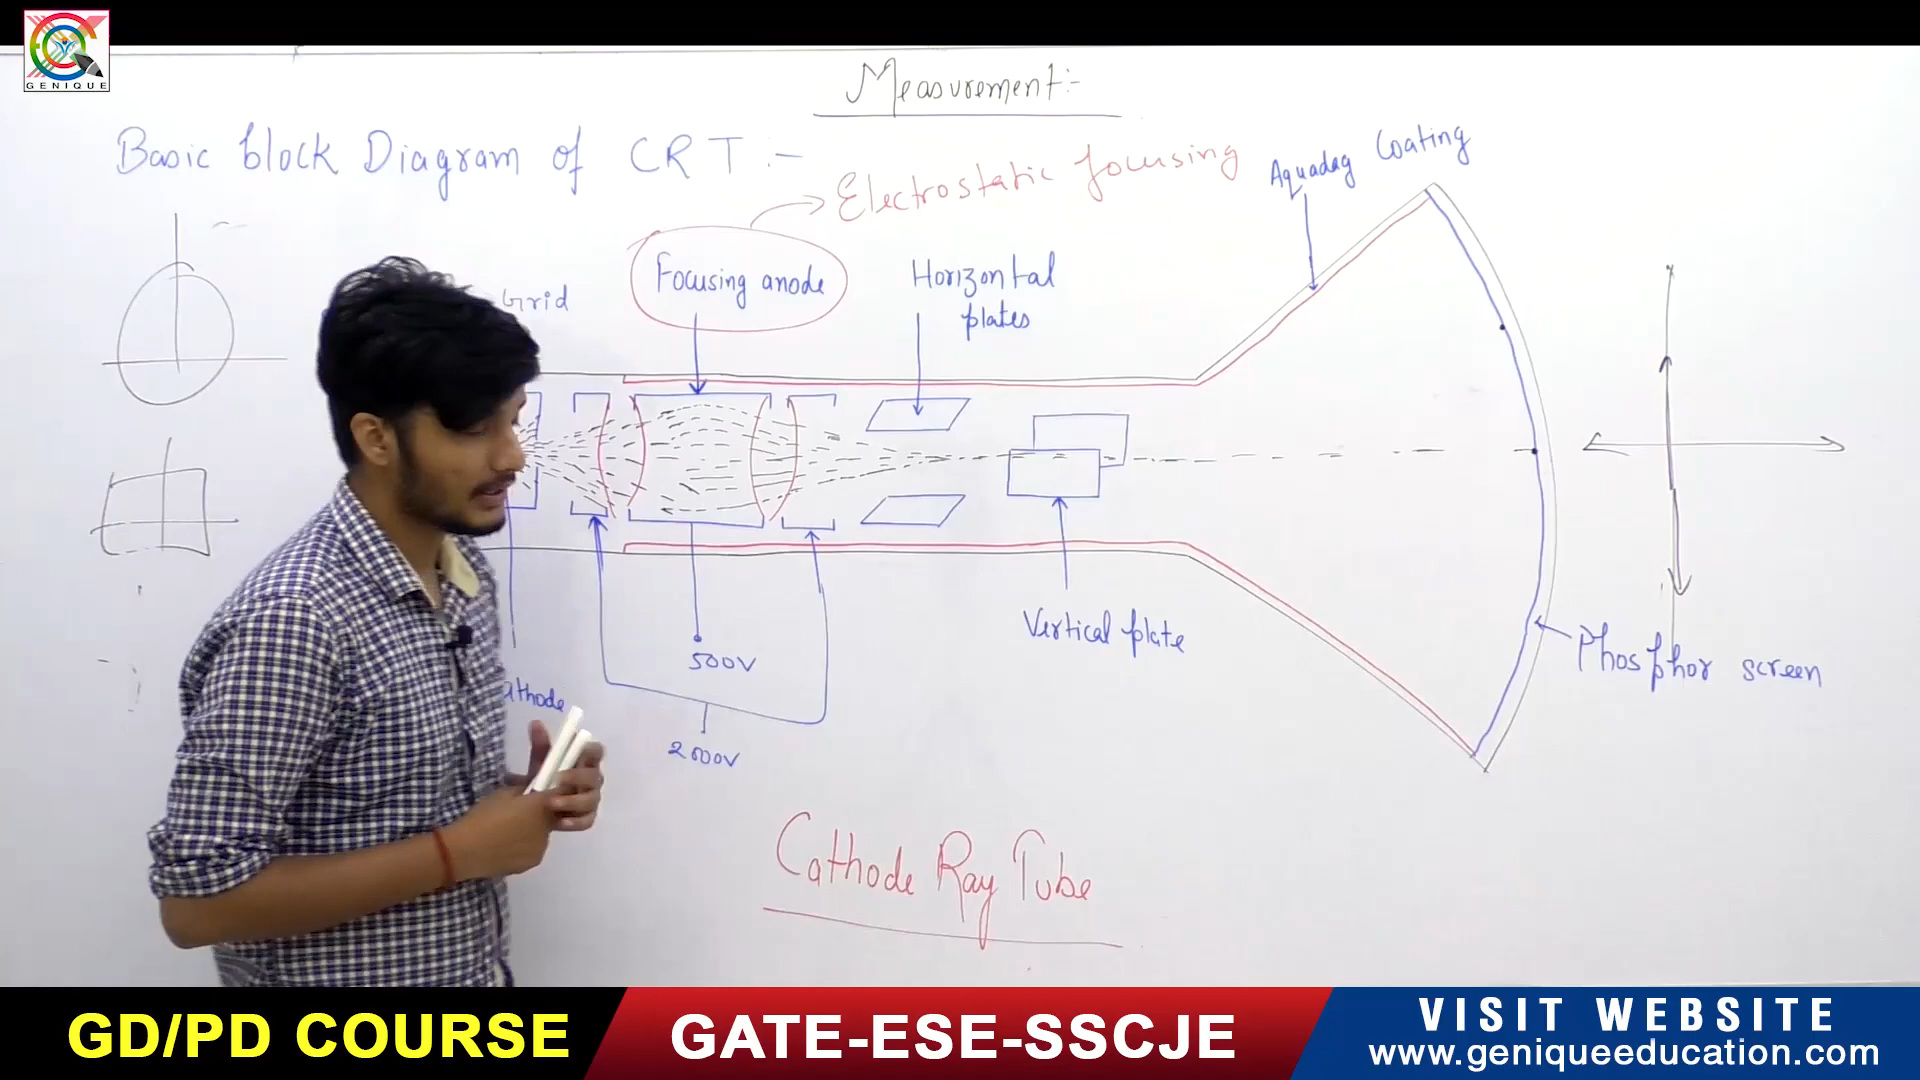 GENIQUE
Measurement:-
Basic block Diagram of CRT:-
Electrostatic focusing
Aquadag Coating
Grid
Focusing anode
Horizontal
plates
500V
Vertical plate
Phosphor screen
athode
2000V
Cathode Ray Tube
GD/PD COURSE
GATE-ESE-SSCJE
VISIT WEBSITE
www.geniqueeducation.com